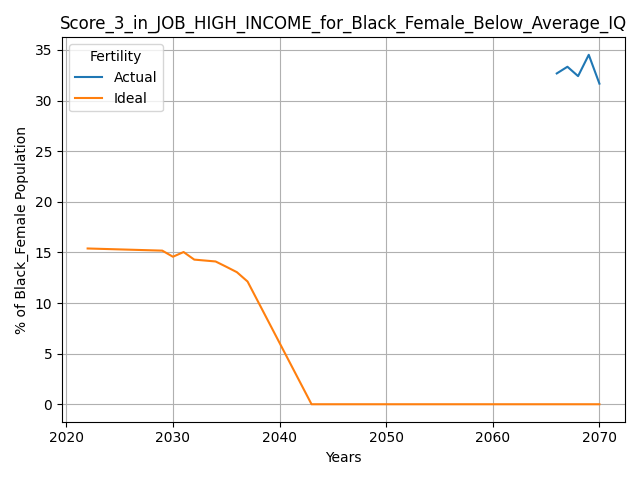 Score_3_in_JOB_HIGH_INCOME_for_Black_Female_Below_Average_IQ
Fertility
Actual
Ideal
% of Black_Female Population
35
30
25
20
15
10
5
0
2020 2030 2040 2050 2060 2070
Years